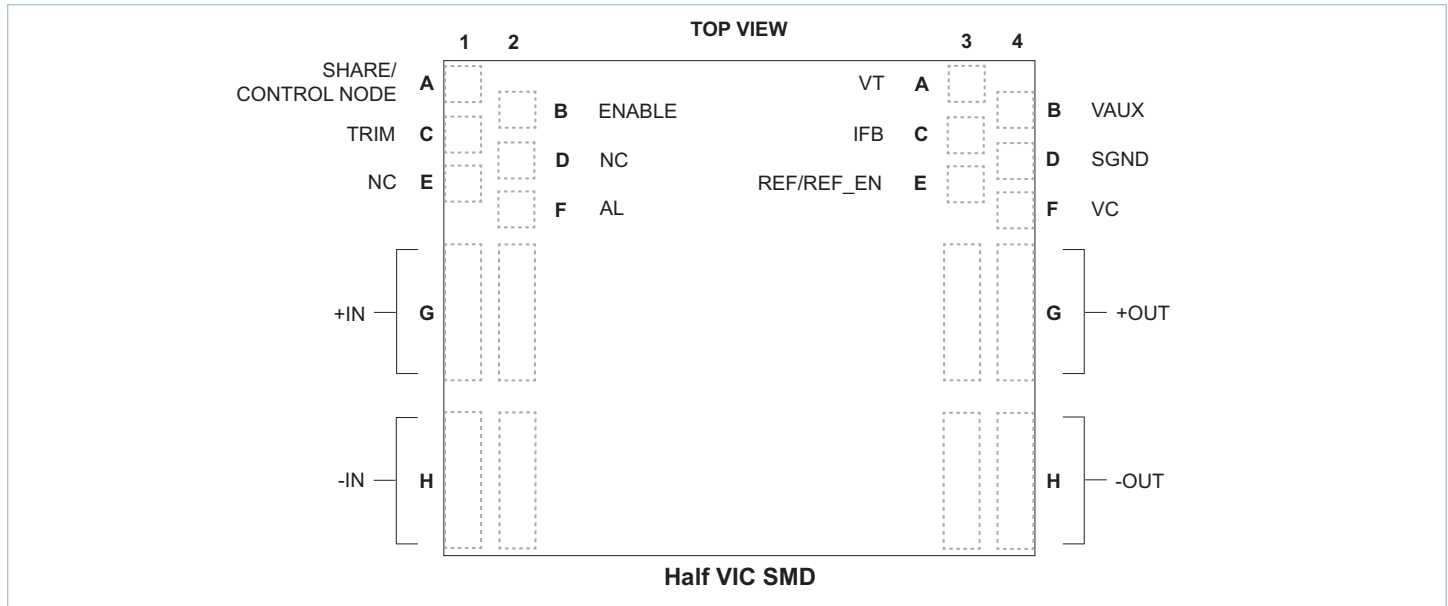 TOP VIEW
1 2 3 4
SHARE/
CONTROL NODE A
VT A
B ENABLE
B VAUX
TRIM C
IFB C
D NC
D SGND
NC E
REF/REF_EN E
F AL
F VC
+IN G
G +OUT
-IN H
H -OUT
Half VIC SMD